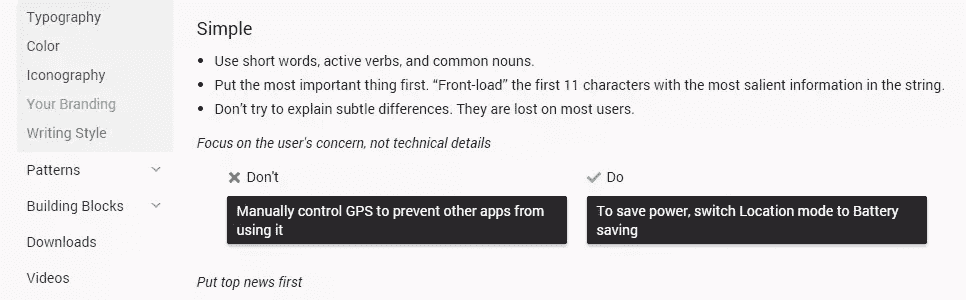 Typography
Color
Iconography
Your Branding
Writing Style
Patterns
Building Blocks
Downloads
Videos
Simple
• Use short words, active verbs, and common nouns.
• Put the most important thing first. “Front-load” the first 11 characters with the most salient information in the string.
• Don’t try to explain subtle differences. They are lost on most users.
Focus on the user's concern, not technical details
Don't
Manually control GPS to prevent other apps from
using it
Do
To save power, switch Location mode to Battery
saving
Put top news first